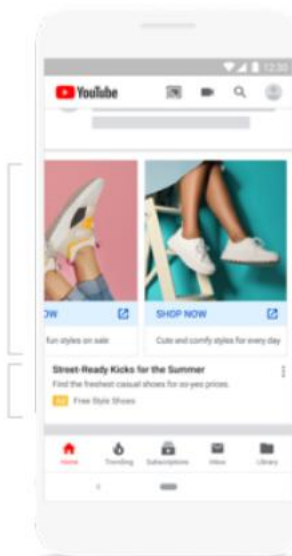 12:30
YouTube
OW
SHOP NOW
fun styles on sale
Cute and comfy styles for every day
Street-Ready Kicks for the Summer
Find the freshest casual shoes for so-yes prices.
Ad Free Style Shoes
Home Trending Subscriptions Inbox Library